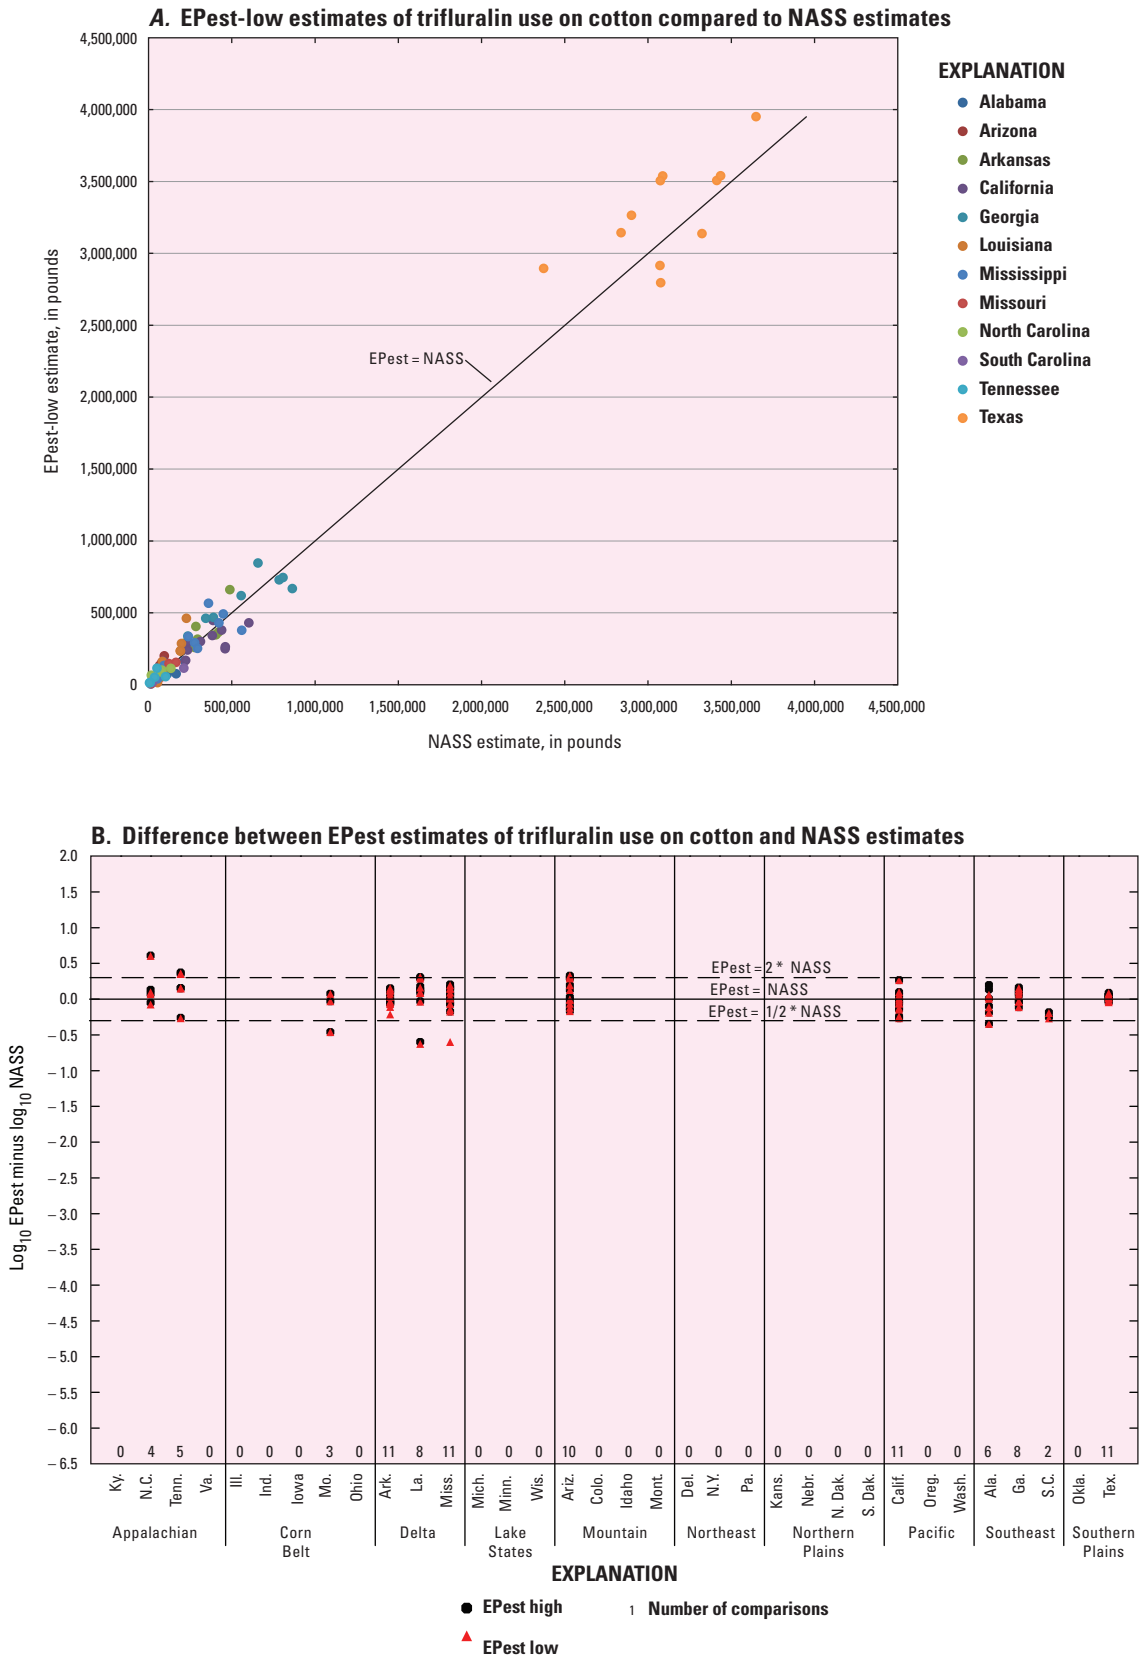 A. EPest-low estimates of trifluralin use on cotton compared to NASS estimates
4,500,000
4,000,000
3,500,000
3,000,000
2,500,000
2,000,000
1,500,000
1,000,000
500,000
0
EPest-low estimate, in pounds
EPest = NASS
0 500,000 1,000,000 1,500,000 2,000,000 2,500,000 3,000,000 3,500,000 4,000,000 4,500,000
NASS estimate, in pounds
EXPLANATION
Alabama
Arizona
Arkansas
California
Georgia
Louisiana
Mississippi
Missouri
North Carolina
South Carolina
Tennessee
Texas
B. Difference between EPest estimates of trifluralin use on cotton and NASS estimates
2.0
1.5
1.0
0.5
0.0
−0.5
−1.0
−1.5
−2.0
−2.5
−3.0
−3.5
−4.0
−4.5
−5.0
−5.5
−6.0
−6.5
Log10 EPest minus log10 NASS
EPest = 2 * NASS
EPest = NASS
EPest = 1/2 * NASS
0 4 5 0 0 0 0 3 0 11 8 11 0 0 0 10 0 0 0 0 0 0 0 0 0 0 11 0 0 6 8 2 0 11
Ky. N.C. Tenn. Va. Ill. Ind. Iowa Mo. Ohio Ark. La. Miss. Mich. Minn. Wis. Ariz. Colo. Idaho Mont. Del. N.Y. Pa. Kans. Nebr. N. Dak. S. Dak. Calif. Oreg. Wash. Ala. Ga. S.C. Okla. Tex.
Appalachian Corn Delta Lake Mountain Northeast Northern Pacific Southeast Southern
Belt States Plains Plains
EXPLANATION
EPest high 1 Number of comparisons
EPest low